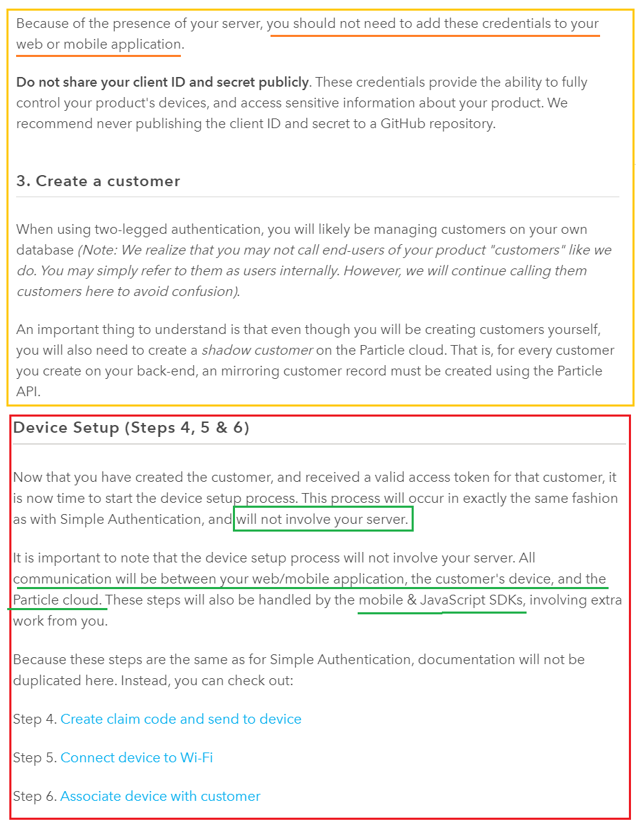 Because of the presence of your server, you should not need to add these credentials to your
web or mobile application.
Do not share your client ID and secret publicly. These credentials provide the ability to fully
control your product's devices, and access sensitive information about your product. We
recommend never publishing the client ID and secret to a GitHub repository.
3. Create a customer
When using two-legged authentication, you will likely be managing customers on your own
database (Note: We realize that you may not call end-users of your product "customers" like we
do. You may simply refer to them as users internally. However, we will continue calling them
customers here to avoid confusion).
An important thing to understand is that even though you will be creating customers yourself,
you will also need to create a shadow customer on the Particle cloud. That is, for every customer
you create on your back-end, an mirroring customer record must be created using the Particle
API.
Device Setup (Steps 4, 5 & 6)
Now that you have created the customer, and received a valid access token for that customer, it
is now time to start the device setup process. This process will occur in exactly the same fashion
as with Simple Authentication, and will not involve your server.
It is important to note that the device setup process will not involve your server. All
communication will be between your web/mobile application, the customer's device, and the
Particle cloud. These steps will also be handled by the mobile & JavaScript SDKs, involving extra
work from you.
Because these steps are the same as for Simple Authentication, documentation will not be
duplicated here. Instead, you can check out:
Step 4. Create claim code and send to device
Step 5. Connect device to Wi-Fi
Step 6. Associate device with customer